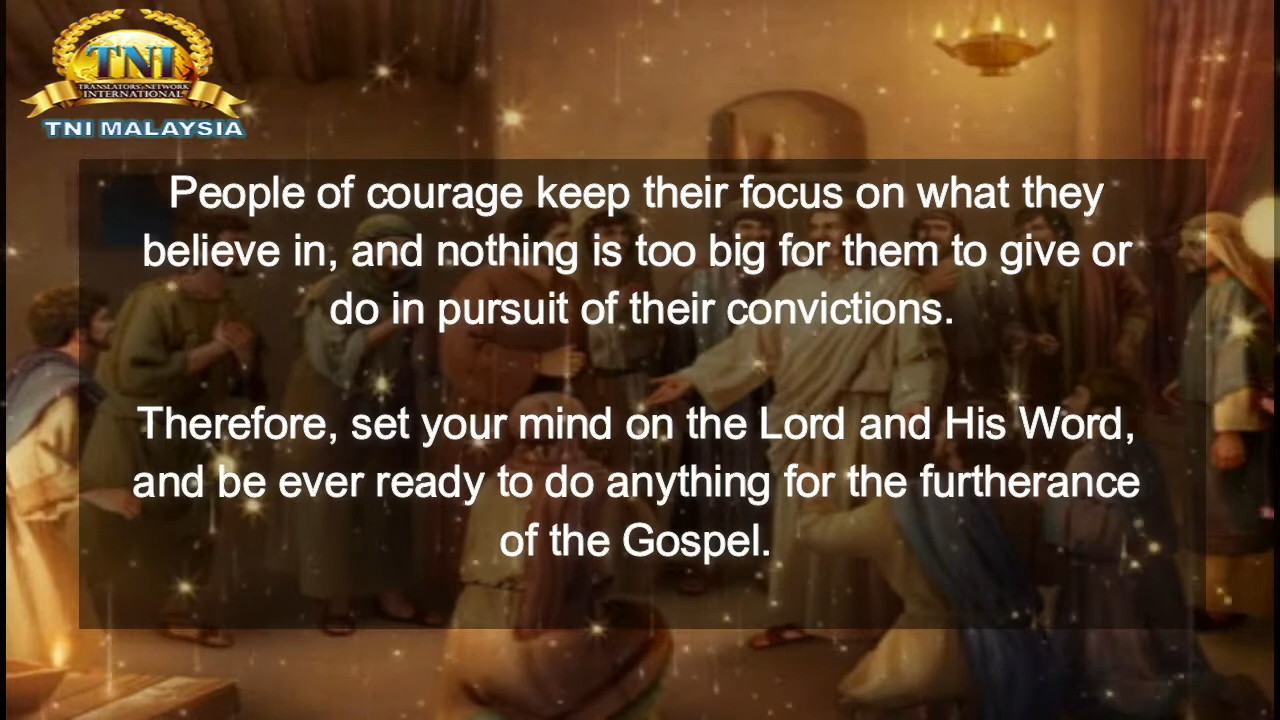 TNI
TRANSLATORS' NETWORK
INTERNATIONAL
TNI MALAYSIA
People of courage keep their focus on what they
believe in, and nothing is too big for them to give or
do in pursuit of their convictions.
Therefore, set your mind on the Lord and His Word,
and be ever ready to do anything for the furtherance
of the Gospel.